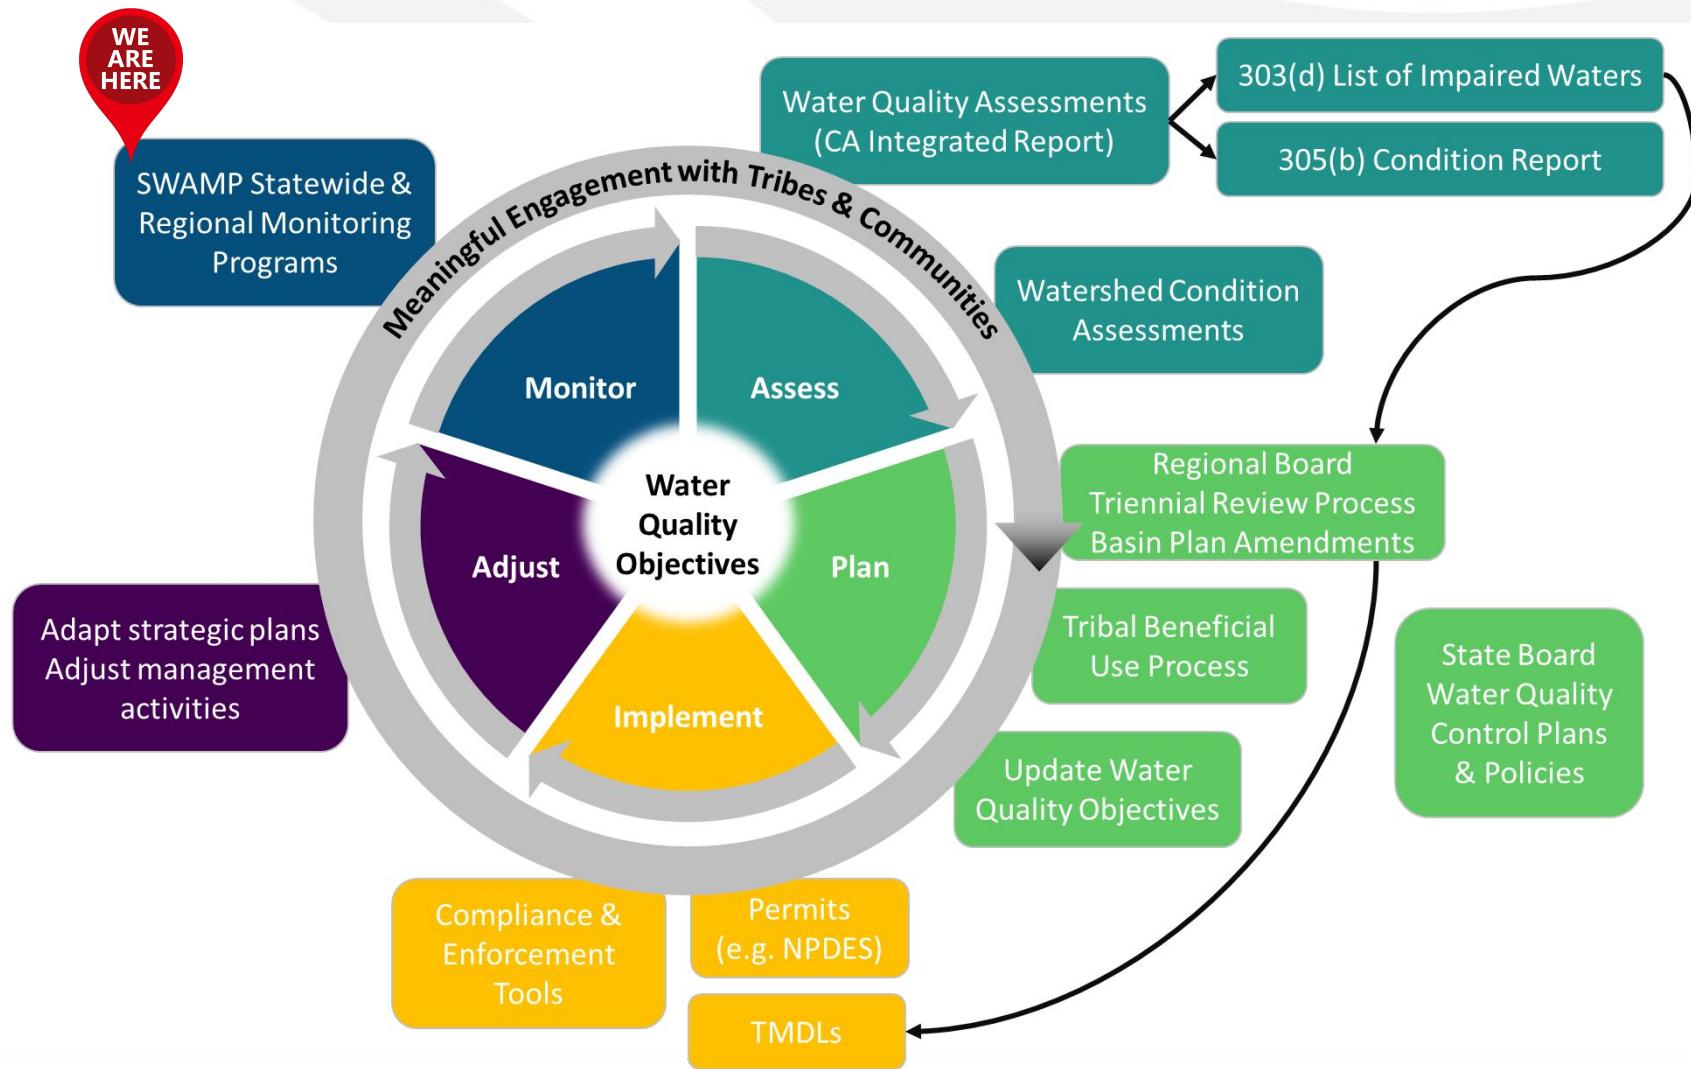 WE
ARE
HERE
SWAMP Statewide &
Regional Monitoring
Programs
Water Quality Assessments
(CA Integrated Report)
303(d) List of Impaired Waters
305(b) Condition Report
Meaningful Engagement with Tribes & Communities
Watershed Condition
Assessments
Monitor
Assess
Water
Quality
Objectives
Adjust
Plan
Implement
Regional Board
Triennial Review Process
Basin Plan Amendments
Tribal Beneficial
Use Process
State Board
Water Quality
Control Plans
& Policies
Update Water
Quality Objectives
Adapt strategic plans
Adjust management
activities
Compliance &
Enforcement
Tools
Permits
(e.g. NPDES)
TMDLs